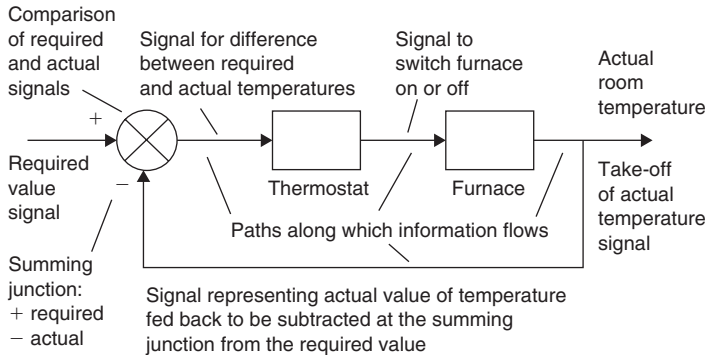 Comparison
of required
and actual
signals
Signal for difference
between required
and actual temperatures
Signal to
switch furnace
on or off
Actual
room
temperature
+
Required
value
signal
−
Thermostat
Furnace
Take-off
of actual
temperature
signal
Paths along which information flows
Summing
junction:
+ required
− actual
Signal representing actual value of temperature
fed back to be subtracted at the summing
junction from the required value